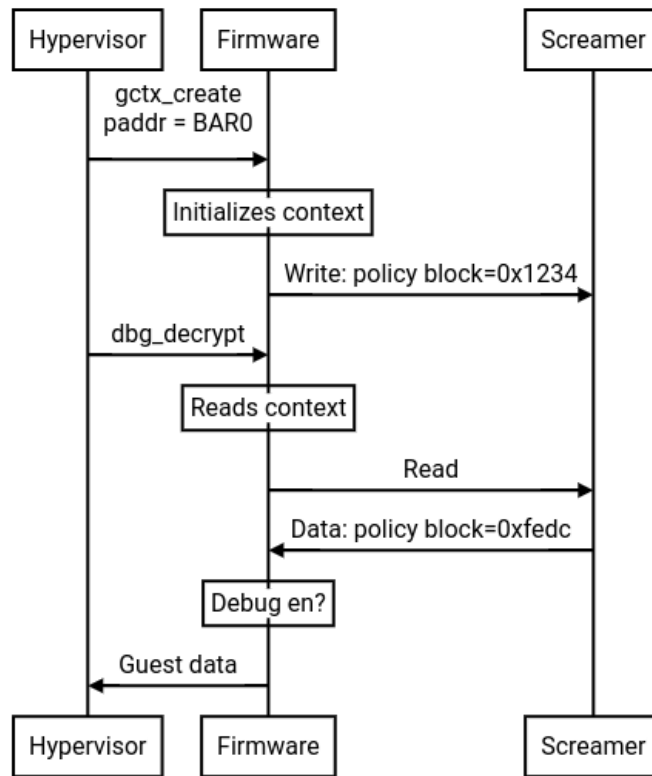 Hypervisor
Firmware
Screamer
gctx_create
paddr = BAR0
Initializes context
Write: policy block=0x1234
dbg_decrypt
Reads context
Read
Data: policy block=0xfedc
Debug en?
Guest data
Hypervisor
Firmware
Screamer